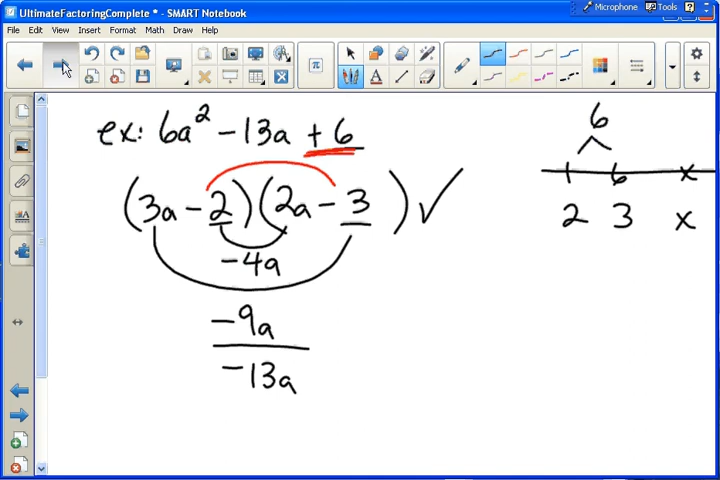 UltimateFactoringComplete * - SMART Notebook
Microphone Tools
File Edit View Insert Format Math Draw Help
π
A
ex: 6a² - 13a + 6
(3a - 2)(2a - 3) ✓
-4a
-9a
-13a
6
1 6 x
2 3 x